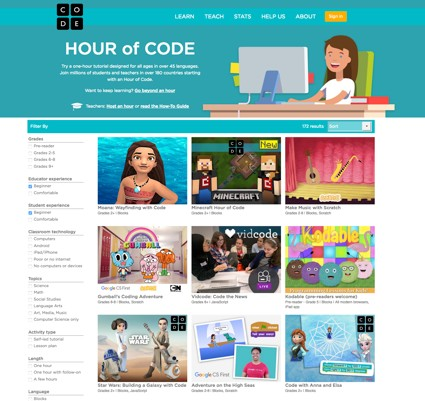 C O
D E
LEARN TEACH STATS HELP US ABOUT Sign in
HOUR of CODE
Try a one-hour tutorial designed for all ages in over 45 languages.
Join millions of students and teachers in over 180 countries starting
with an Hour of Code.
Want to keep learning? Go beyond an hour
Teachers: Host an hour or read the How-To Guide
Filter By 172 results Sort
Grades
Pre-reader
Grades 2-5
Grades 6-8
Grades 9+
Educator experience
Beginner
Comfortable
Student experience
Beginner
Comfortable
Classroom technology
Computers
Android
iPad/iPhone
Poor or no internet
No computers or devices
Topics
Science
Math
Social Studies
Language Arts
Art, Media, Music
Computer Science only
Activity type
Self-led tutorial
Lesson plan
Length
One hour
One hour with follow-on
A few hours
Language
Blocks
Moana: Wayfinding with Code
Grades 2+ | Blocks
C O
D E
New
MINECRAFT
Minecraft Hour of Code
Grades 2+ | Blocks
Make Music with Scratch
Grades 2-8 | Blocks, Scratch
GUMBALL
Google CS First
CN
Gumball's Coding Adventure
Grades 6-8 | Blocks, Scratch
vidcode
LIVE
Vidcode: Code the News
Grades 6+ | JavaScript
Kodables
Kodable (pre-readers welcome)
Pre-reader - Grade 5 | Blocks | All modern browsers,
C O
D E
STAR WARS
Star Wars: Building a Galaxy with Code
Grades 2+ | Blocks, JavaScript
Google CS First
Adventure on the High Seas
Grades 2-8 | Blocks, Scratch
C O
D E
Code with Anna and Elsa
Grades 2+ | Blocks